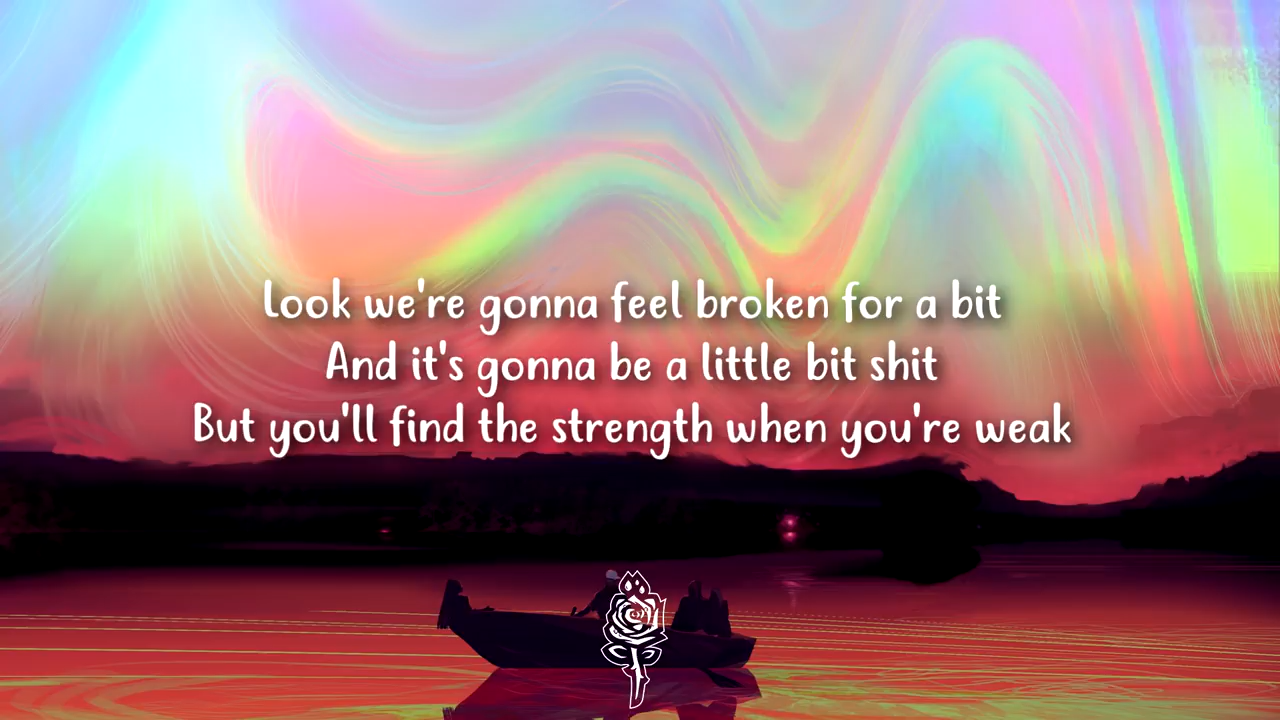 Look we're gonna feel broken for a bit
And it's gonna be a little bit shit
But you'll find the strength when you're weak